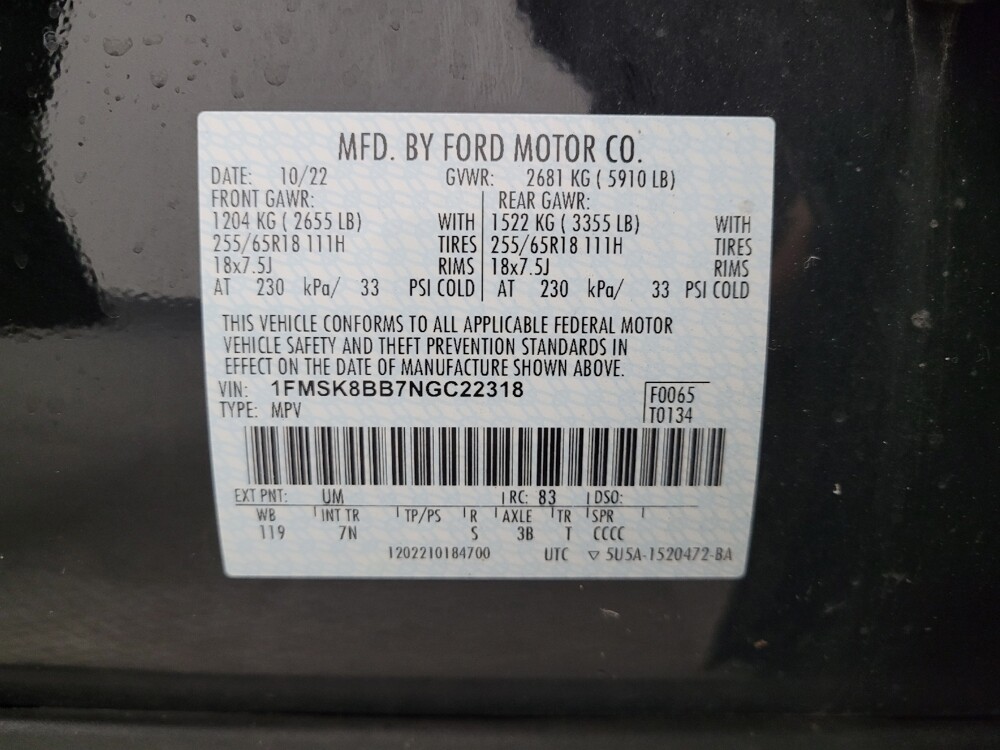 MFD. BY FORD MOTOR CO.
DATE: 10/22 GVWR: 2681 KG ( 5910 LB)
FRONT GAWR: REAR GAWR:
1204 KG ( 2655 LB) WITH 1522 KG ( 3355 LB) WITH
255/65R18 111H TIRES 255/65R18 111H TIRES
18x7.5J RIMS 18x7.5J RIMS
AT 230 kPa/ 33 PSI COLD AT 230 kPa/ 33 PSI COLD
THIS VEHICLE CONFORMS TO ALL APPLICABLE FEDERAL MOTOR
VEHICLE SAFETY AND THEFT PREVENTION STANDARDS IN
EFFECT ON THE DATE OF MANUFACTURE SHOWN ABOVE.
VIN: 1FMSK8BB7NGC22318 F0065
TYPE: MPV T0134
EXT PNT: UM RC: 83 DSO:
WB INT TR TP/PS R AXLE TR SPR
119 7N S 3B T CCCC
1202210184700 UTC ▽ 5U5A-1520472-BA